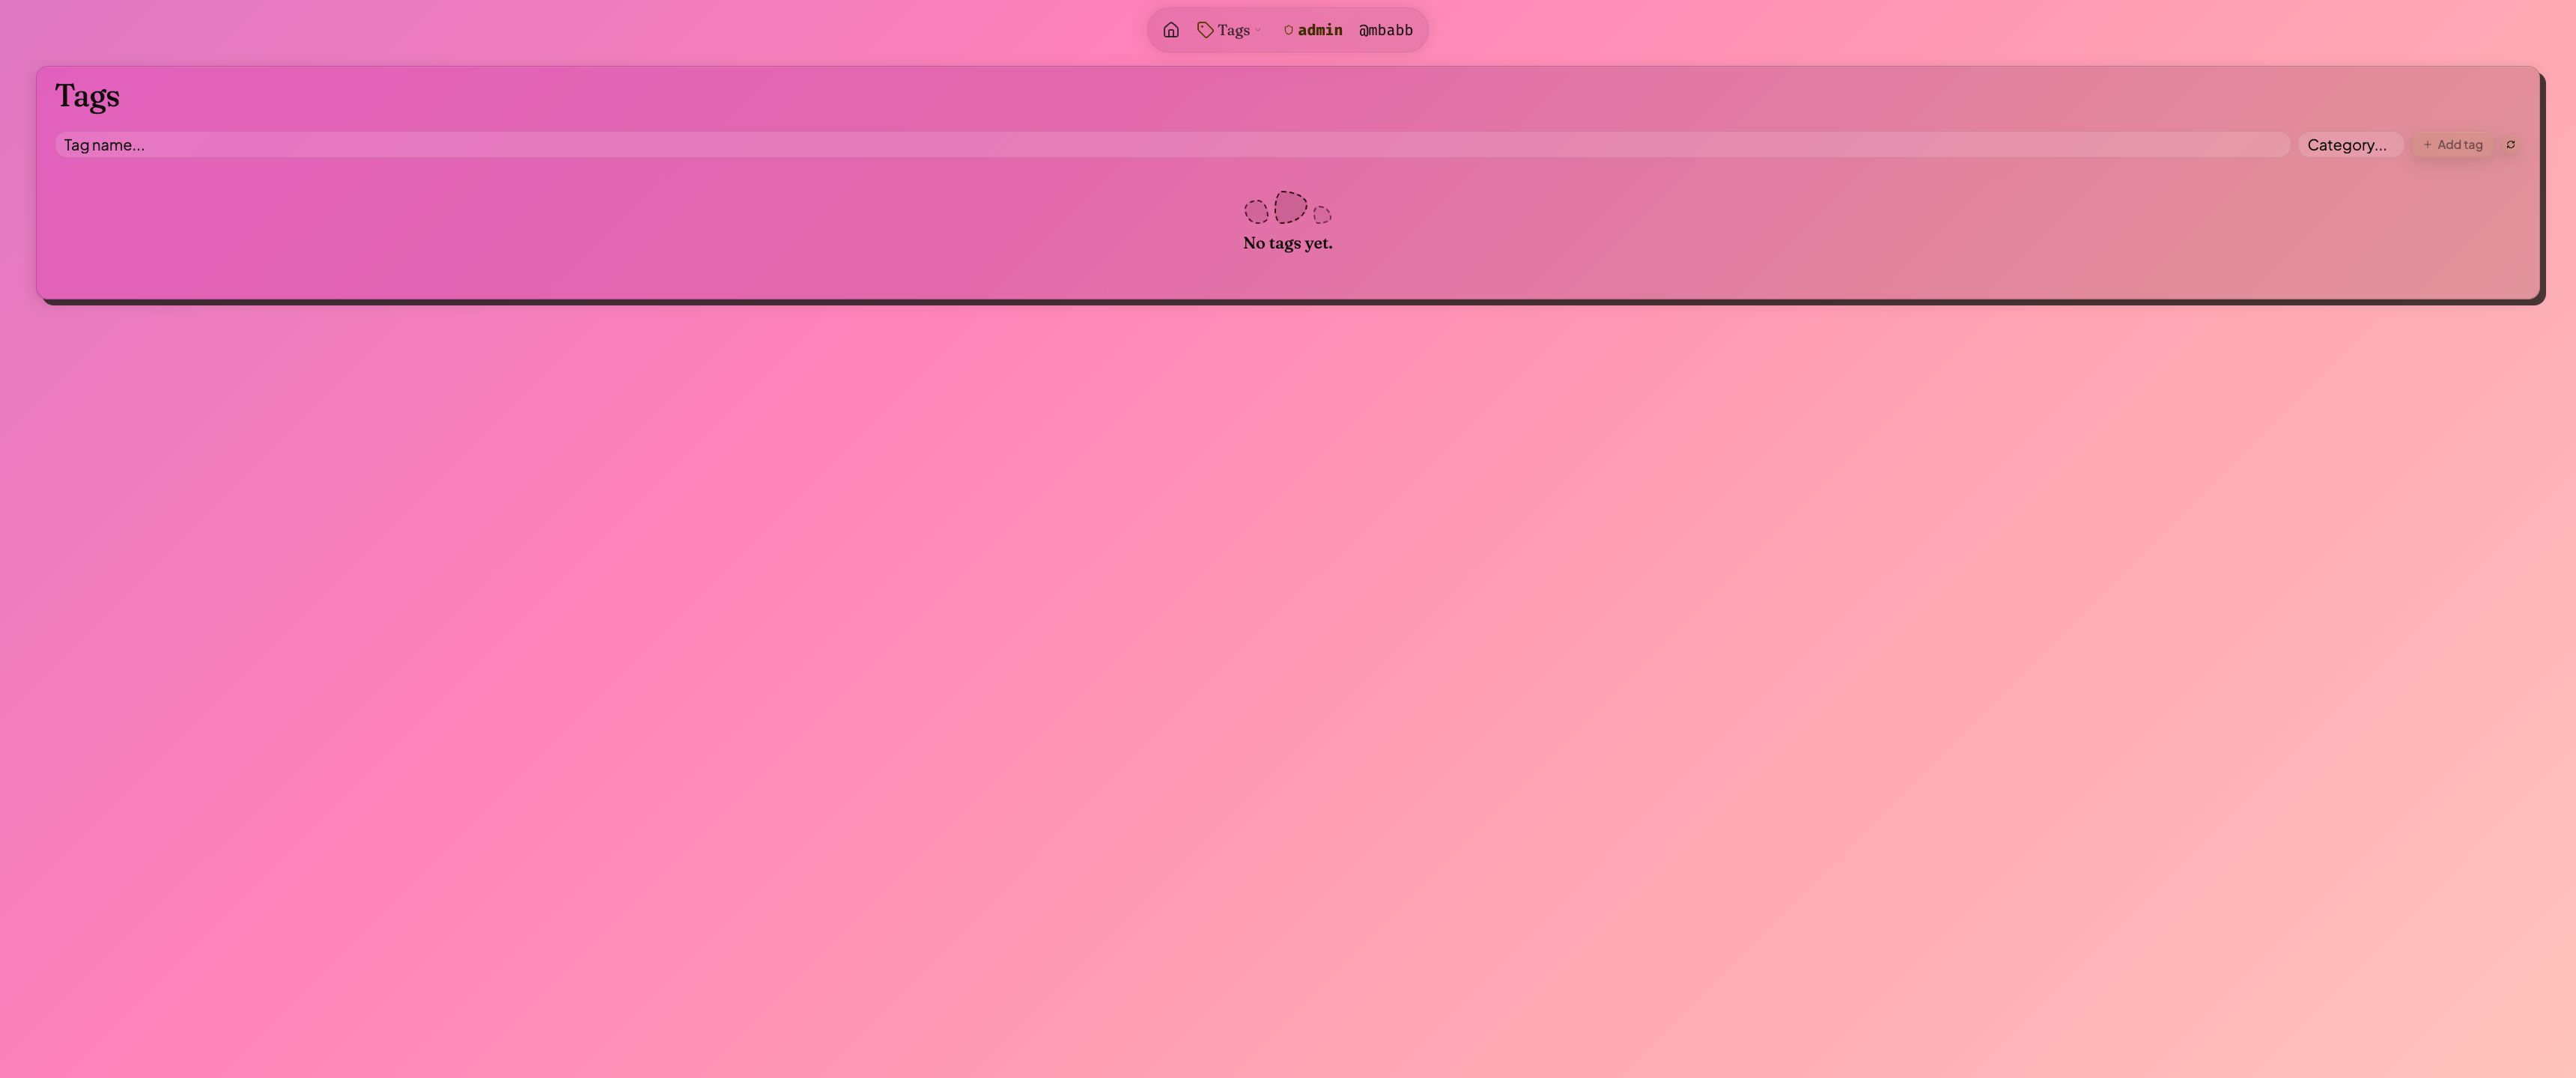 Tags admin @mbabb
Tags
Tag name... Category... + Add tag
No tags yet.